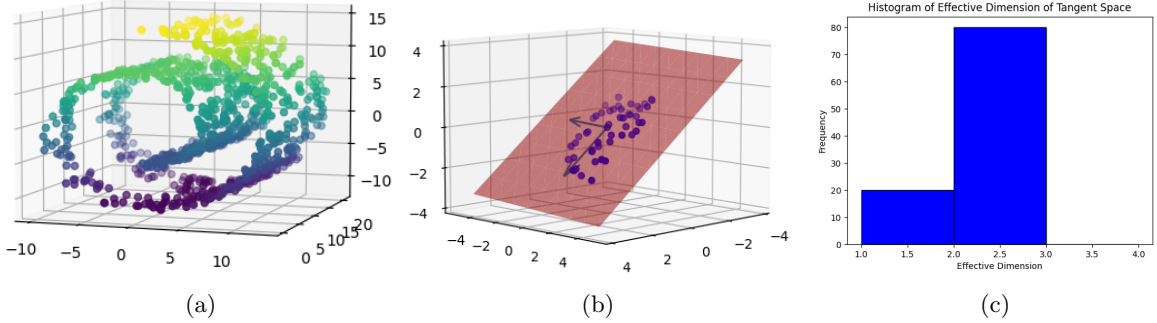 15
10
5
0
−5
−10
20
15
10
5
0
−10 −5 0 5 10
(a)
4
2
0
−2
−4
−4 −2 0 2 4
4 2 0 −2 −4
(b)
Histogram of Effective Dimension of Tangent Space
80
70
60
50
40
30
20
10
0
Frequency
1.0 1.5 2.0 2.5 3.0 3.5 4.0
Effective Dimension
(c)